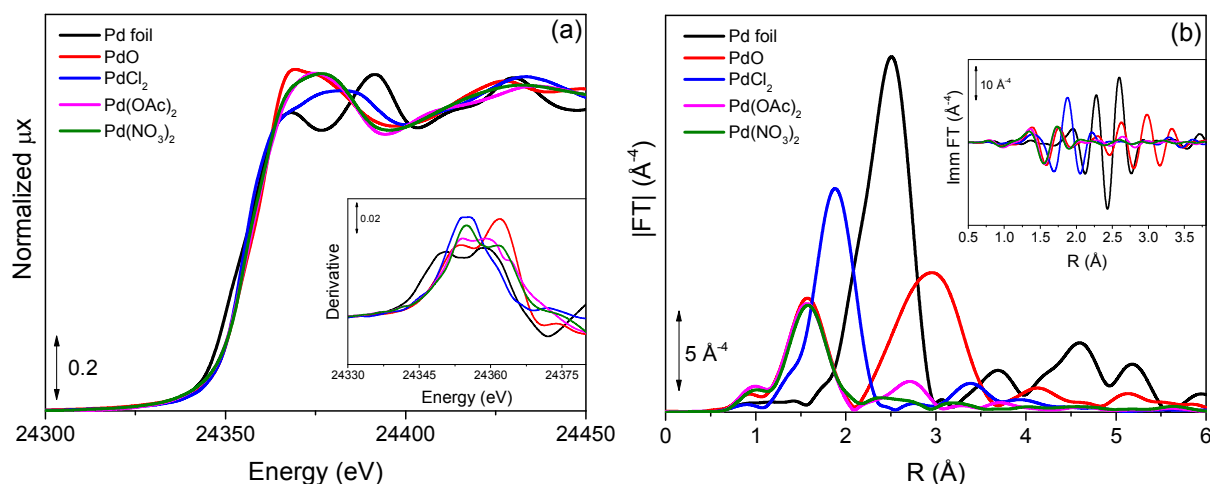 (a)
Pd foil
PdO
PdCl₂
Pd(OAc)₂
Pd(NO₃)₂
Normalized μx
0.2
24300 24350 24400 24450
Energy (eV)
0.02
Derivative
24330 24345 24360 24375
Energy (eV)
(b)
Pd foil
PdO
PdCl₂
Pd(OAc)₂
Pd(NO₃)₂
|FT| (Å⁻⁴)
5 Å⁻⁴
0 1 2 3 4 5 6
R (Å)
10 Å⁻⁴
Imm FT (Å⁻⁴)
0.5 1.0 1.5 2.0 2.5 3.0 3.5
R (Å)